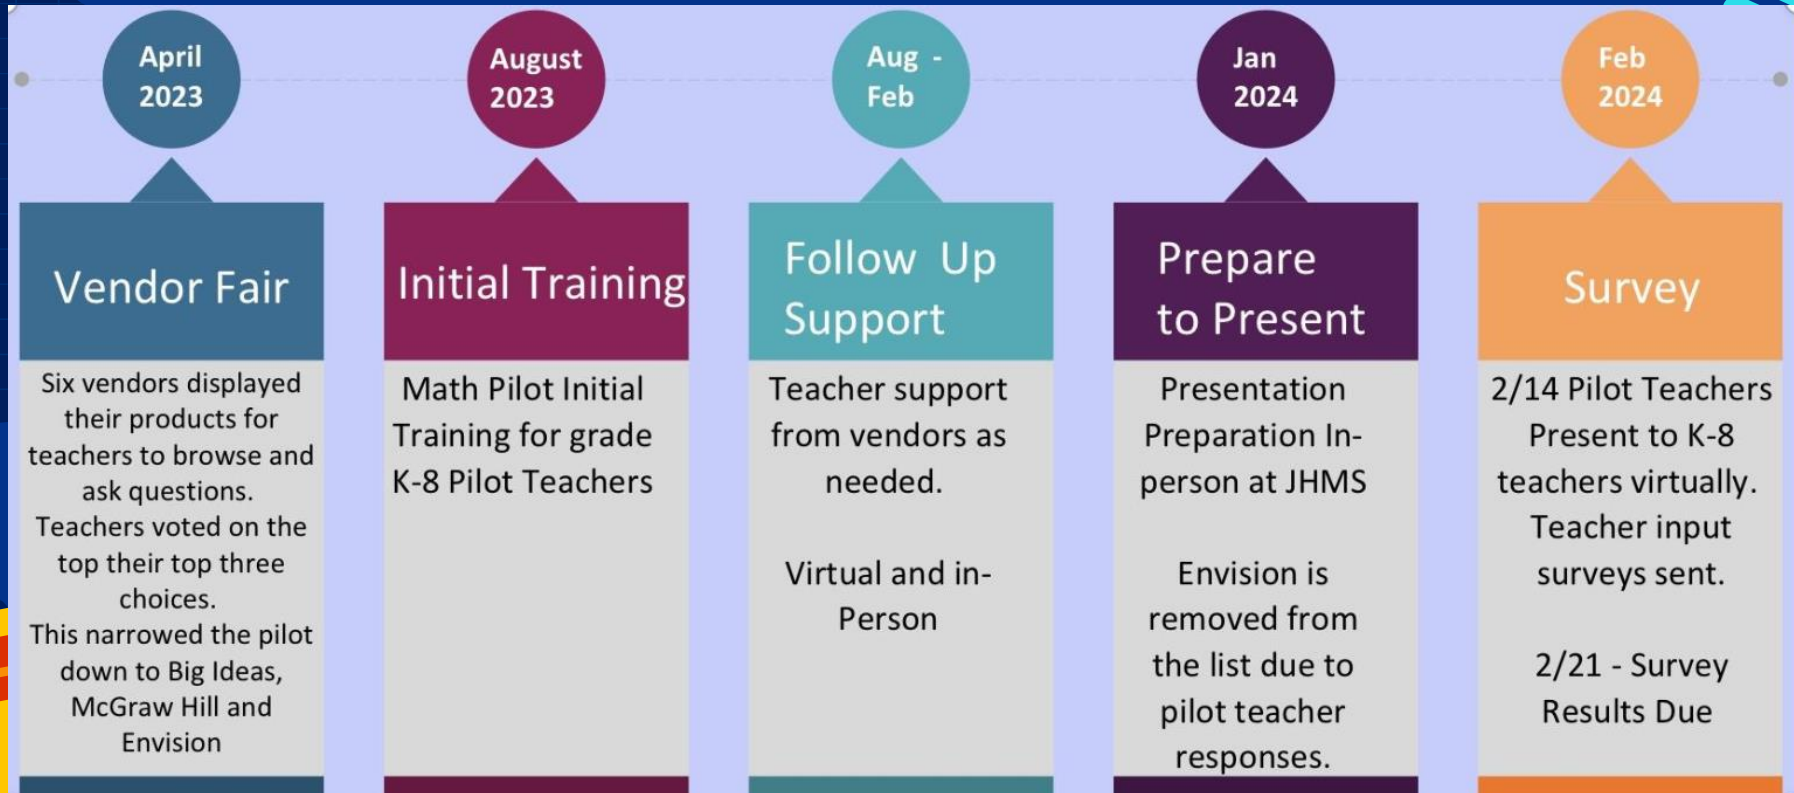 April
2023
Vendor Fair
Six vendors displayed
their products for
teachers to browse and
ask questions.
Teachers voted on the
top their top three
choices.
This narrowed the pilot
down to Big Ideas,
McGraw Hill and
Envision
August
2023
Initial Training
Math Pilot Initial
Training for grade
K-8 Pilot Teachers
Aug -
Feb
Follow Up
Support
Teacher support
from vendors as
needed.
Virtual and in-
Person
Jan
2024
Prepare
to Present
Presentation
Preparation In-
person at JHMS
Envision is
removed from
the list due to
pilot teacher
responses.
Feb
2024
Survey
2/14 Pilot Teachers
Present to K-8
teachers virtually.
Teacher input
surveys sent.
2/21 - Survey
Results Due